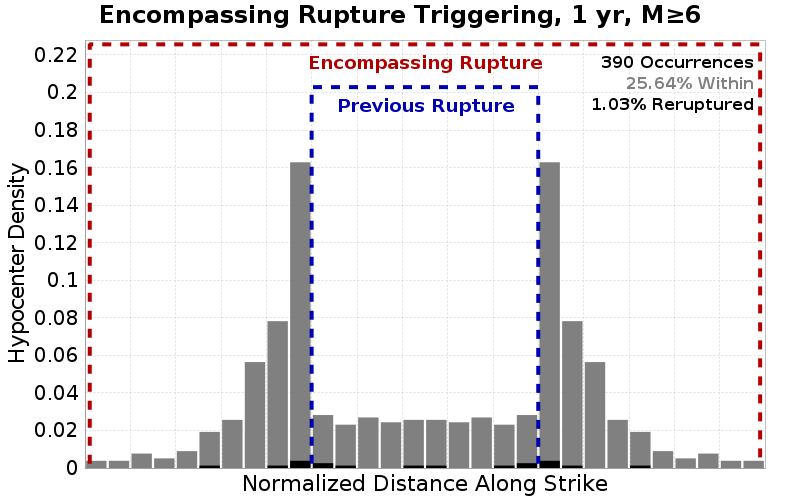 Encompassing Rupture Triggering, 1 yr, M≥6
Encompassing Rupture
390 Occurrences
25.64% Within
1.03% Reruptured
Previous Rupture
Hypocenter Density
0.22
0.2
0.18
0.16
0.14
0.12
0.1
0.08
0.06
0.04
0.02
0
Normalized Distance Along Strike